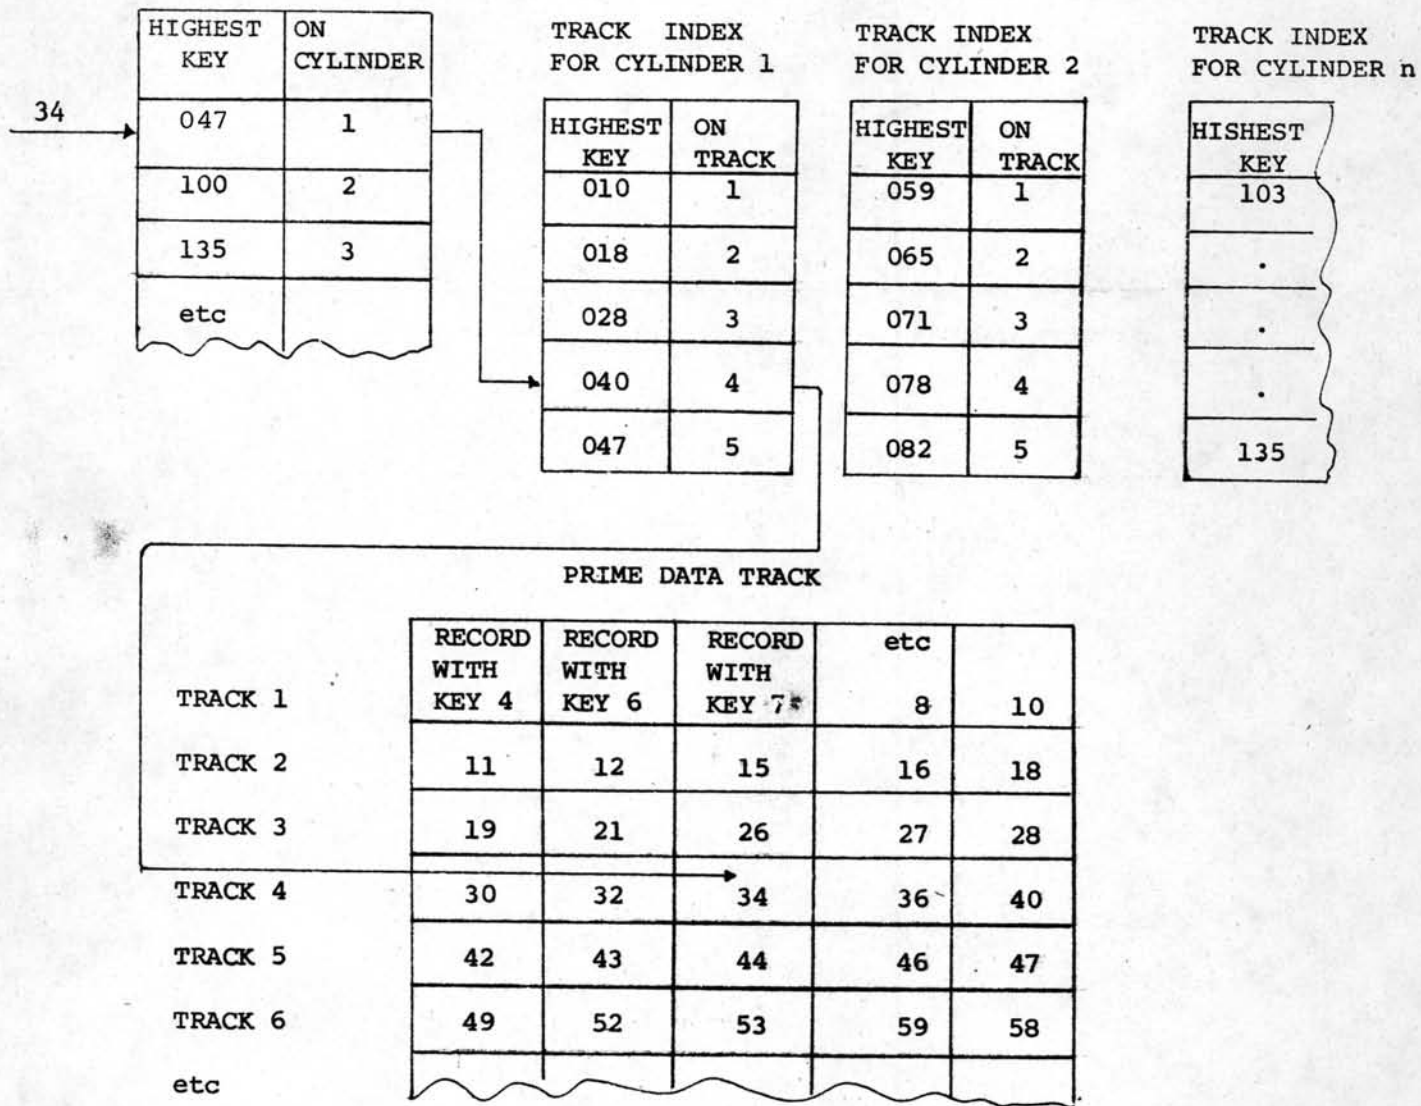 HIGHEST KEY ON CYLINDER
34
047 1
100 2
135 3
etc
TRACK INDEX
FOR CYLINDER 1
HIGHEST KEY ON TRACK
010 1
018 2
028 3
040 4
047 5
TRACK INDEX
FOR CYLINDER 2
HIGHEST KEY ON TRACK
059 1
065 2
071 3
078 4
082 5
TRACK INDEX
FOR CYLINDER n
HISHEST
KEY
103
.
.
.
135
PRIME DATA TRACK
TRACK 1 RECORD WITH KEY 4 RECORD WITH KEY 6 RECORD WITH KEY 7 etc 8 10
TRACK 2 11 12 15 16 18
TRACK 3 19 21 26 27 28
TRACK 4 30 32 34 36 40
TRACK 5 42 43 44 46 47
TRACK 6 49 52 53 59 58
etc